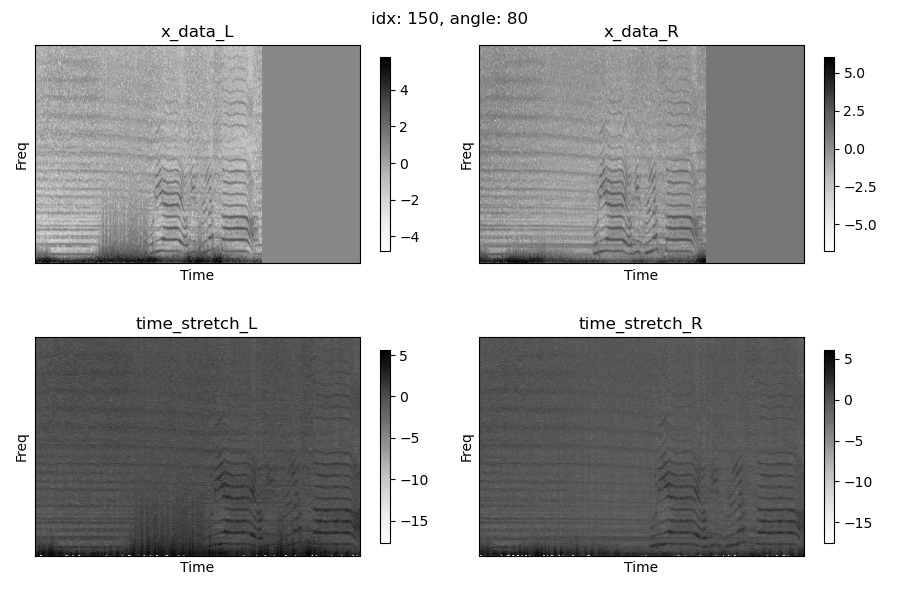 idx: 150, angle: 80
x_data_L
x_data_R
Freq
4
2
0
−2
−4
Time
Freq
5.0
2.5
0.0
−2.5
−5.0
Time
time_stretch_L
time_stretch_R
Freq
5
0
−5
−10
−15
Time
Freq
5
0
−5
−10
−15
Time